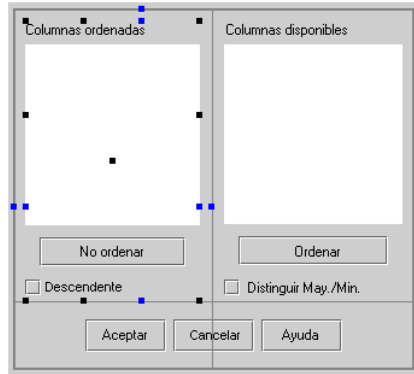 Columnas ordenadas
Columnas disponibles
No ordenar
Ordenar
Descendente
Distinguir May./Min.
Aceptar
Cancelar
Ayuda